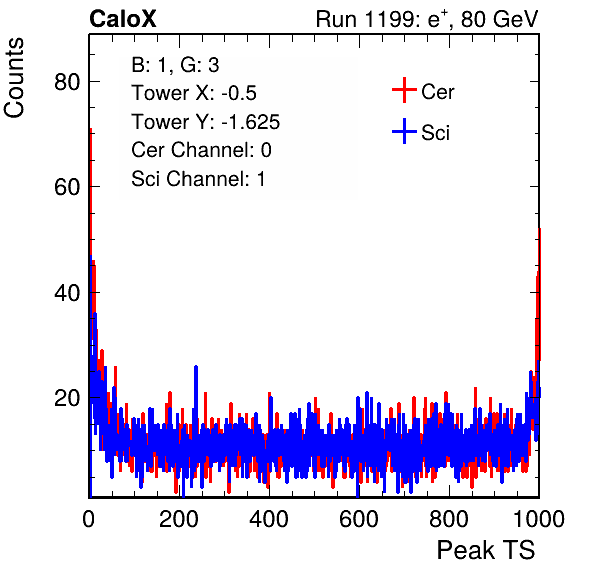 CaloX Run 1199: e⁺, 80 GeV
Counts
B: 1, G: 3
Tower X: -0.5
Tower Y: -1.625
Cer Channel: 0
Sci Channel: 1
Cer
Sci
80
60
40
20
0 200 400 600 800 1000
Peak TS